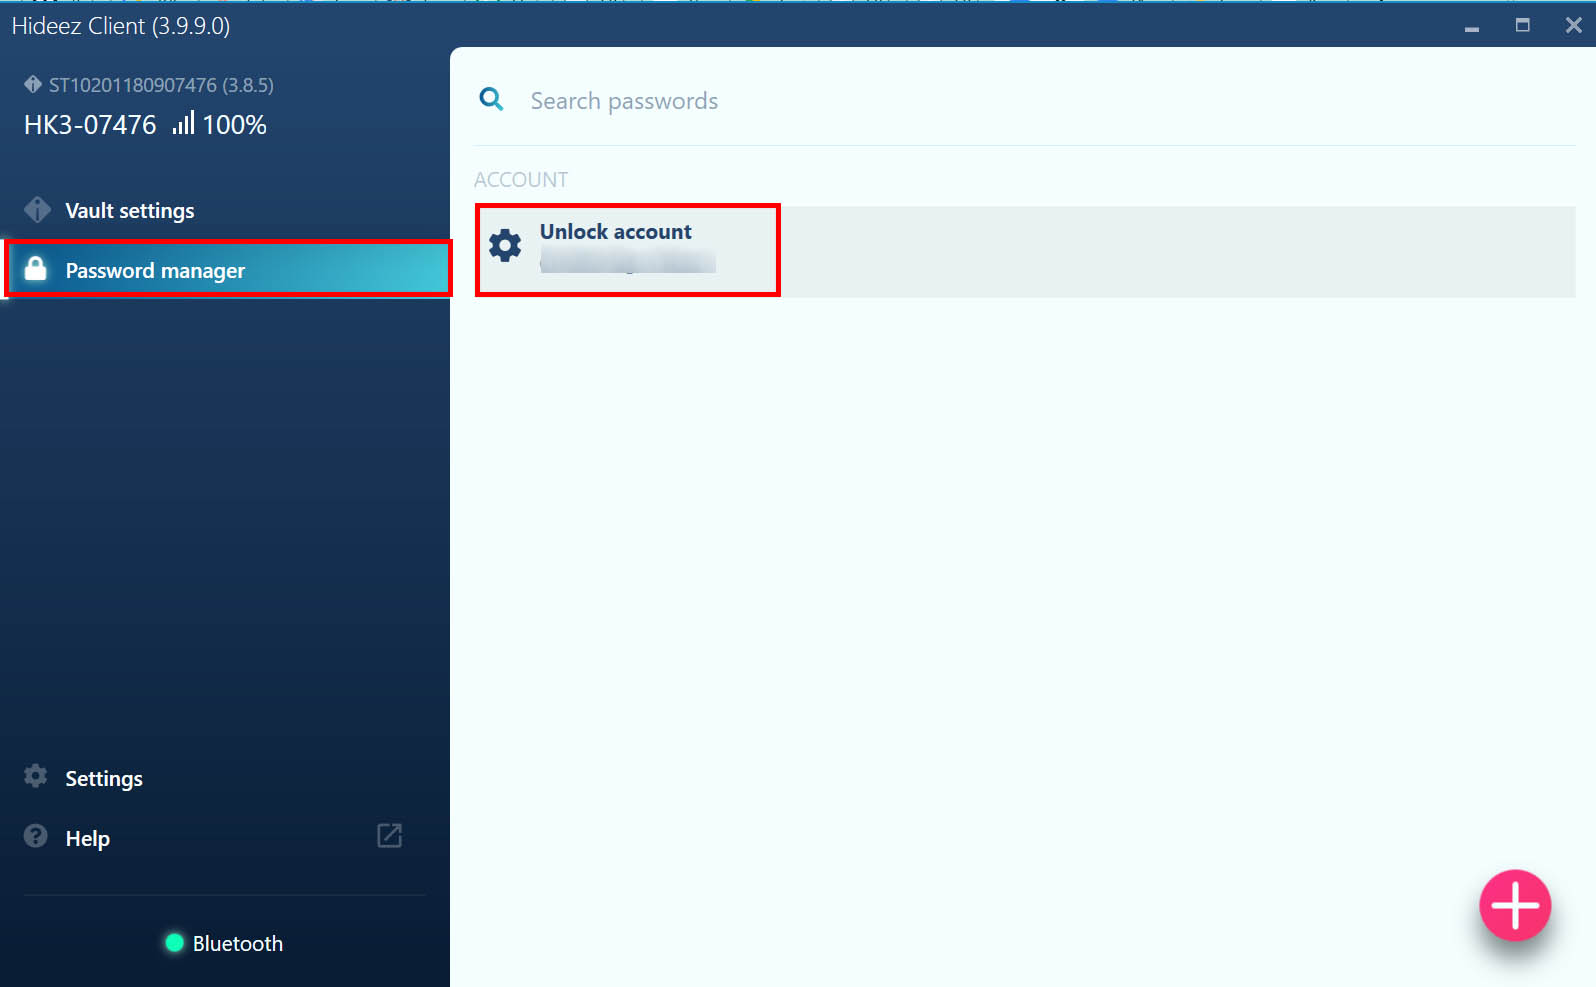 Hideez Client (3.9.9.0)
ST10201180907476 (3.8.5)
HK3-07476 100%
Vault settings
Password manager
Settings
Help
Bluetooth
Search passwords
ACCOUNT
Unlock account